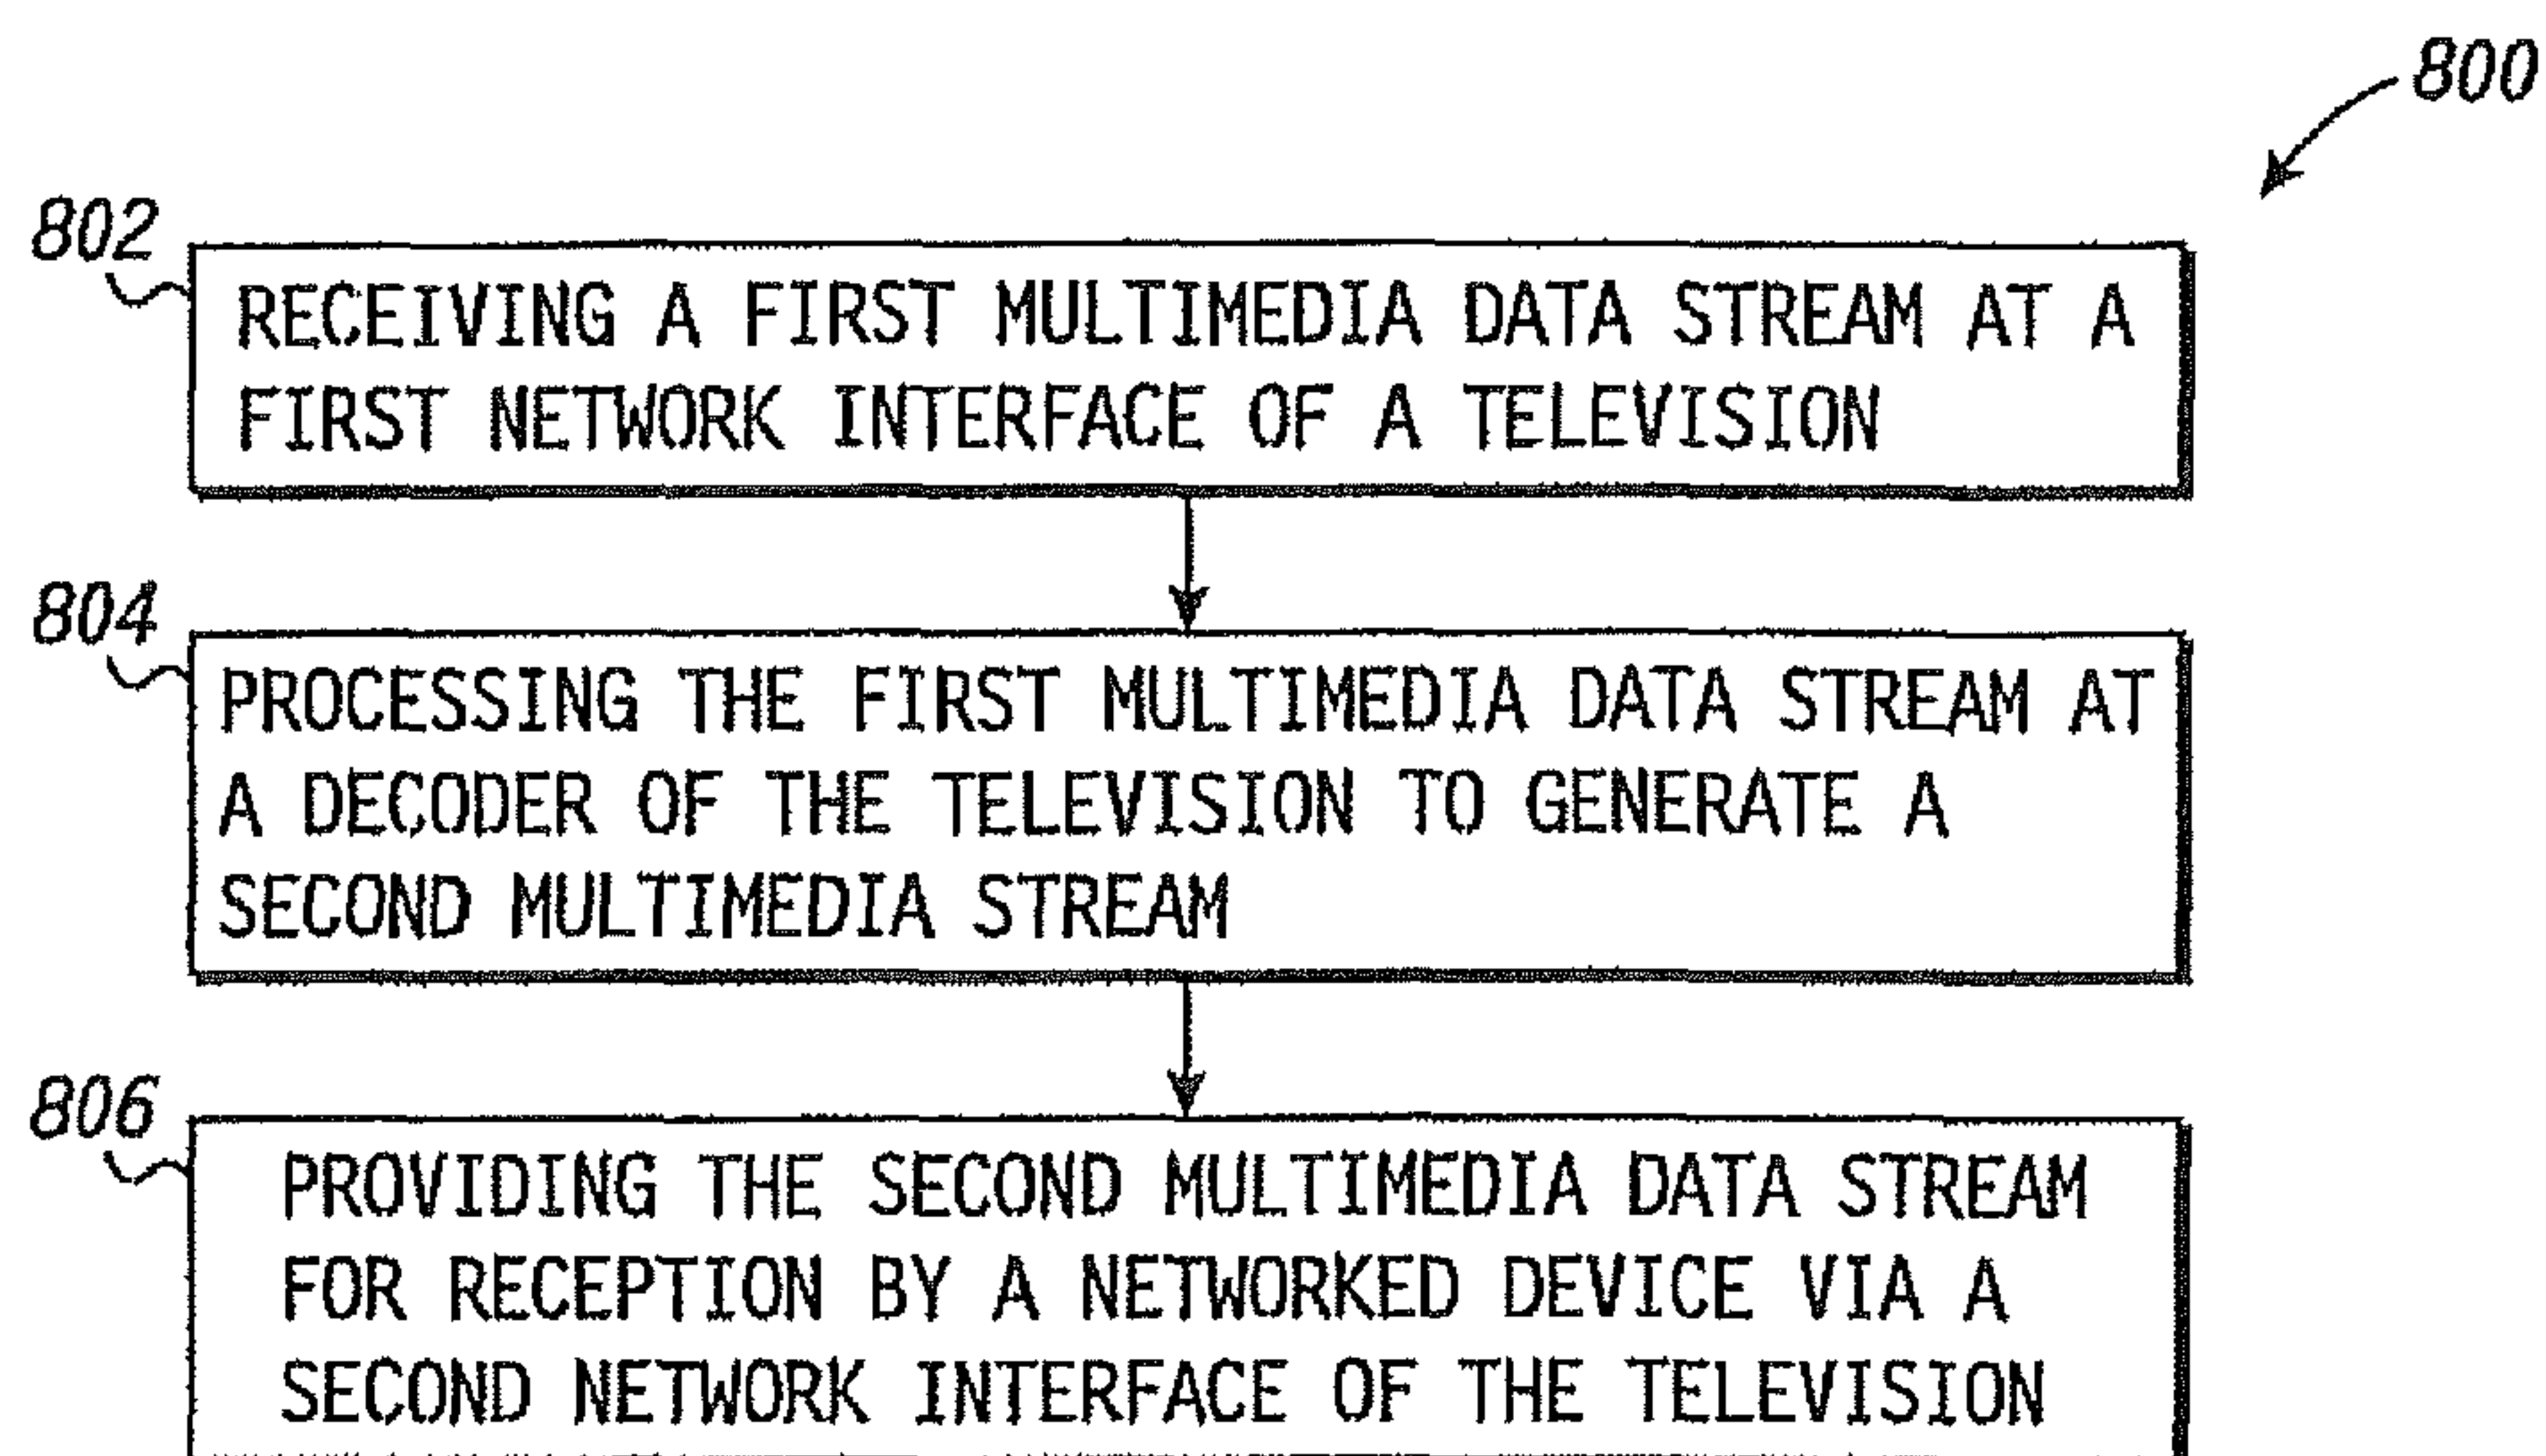 800
802
RECEIVING A FIRST MULTIMEDIA DATA STREAM AT A
FIRST NETWORK INTERFACE OF A TELEVISION
804
PROCESSING THE FIRST MULTIMEDIA DATA STREAM AT
A DECODER OF THE TELEVISION TO GENERATE A
SECOND MULTIMEDIA STREAM
806
PROVIDING THE SECOND MULTIMEDIA DATA STREAM
FOR RECEPTION BY A NETWORKED DEVICE VIA A
SECOND NETWORK INTERFACE OF THE TELEVISION